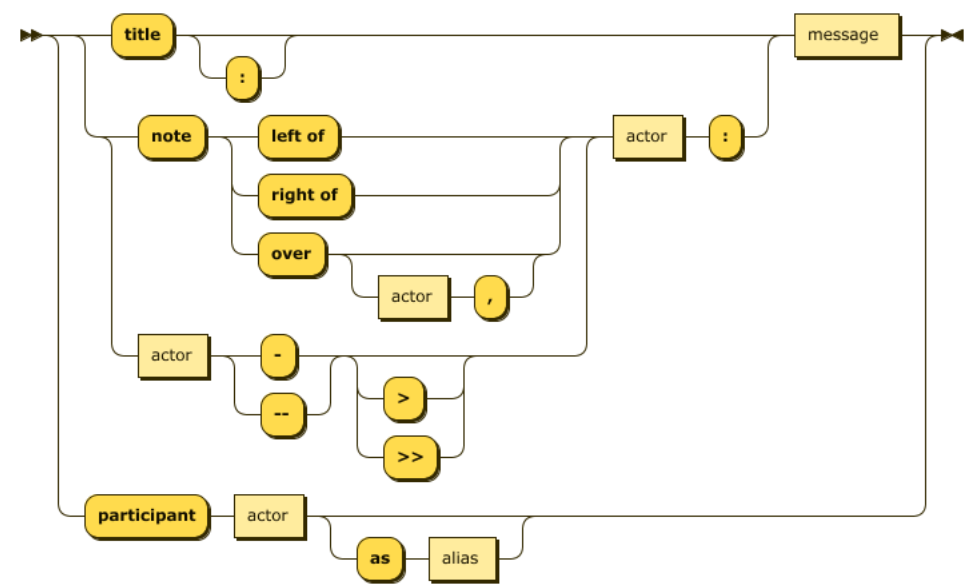 title message
:
note left of actor :
right of
over
actor ,
actor -
--
>
>>
participant actor
as alias